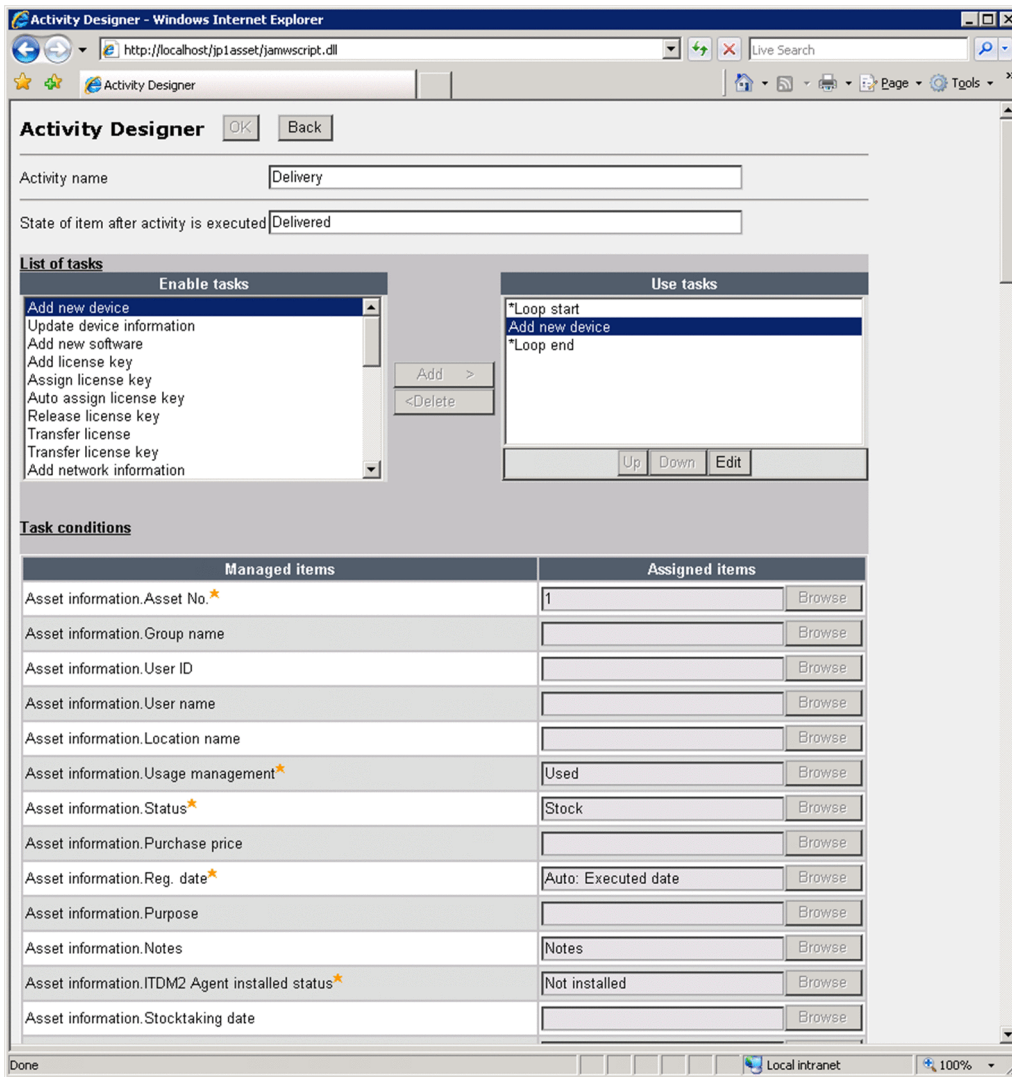 Activity Designer - Windows Internet Explorer
http://localhost/jp1asset/jamwscript.dll
Live Search
Activity Designer
Page
Tools
»
Activity Designer
OK
Back
Activity name
Delivery
State of item after activity is executed
Delivered
List of tasks
Enable tasks
Use tasks
Add new device
Update device information
Add new software
Add license key
Assign license key
Auto assign license key
Release license key
Transfer license
Transfer license key
Add network information
Add >
<Delete
*Loop start
Add new device
*Loop end
Up
Down
Edit
Task conditions
Managed items
Assigned items
Asset information.Asset No.★ 1 Browse
Asset information.Group name Browse
Asset information.User ID Browse
Asset information.User name Browse
Asset information.Location name Browse
Asset information.Usage management★ Used Browse
Asset information.Status★ Stock Browse
Asset information.Purchase price Browse
Asset information.Reg. date★ Auto: Executed date Browse
Asset information.Purpose Browse
Asset information.Notes Notes Browse
Asset information.ITDM2 Agent installed status★ Not installed Browse
Asset information.Stocktaking date Browse
Done
Local intranet
100%